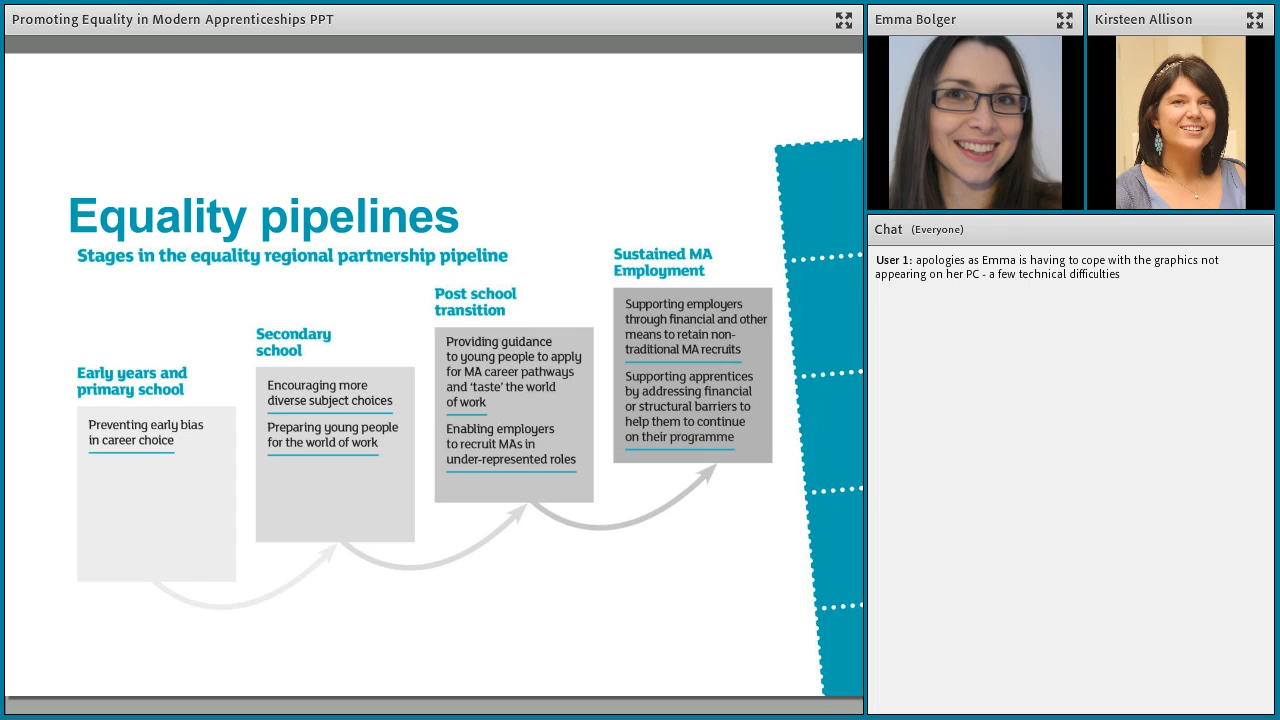 Promoting Equality in Modern Apprenticeships PPT
Emma Bolger
Kirsteen Allison
Equality pipelines
Stages in the equality regional partnership pipeline
Early years and
primary school
Preventing early bias
in career choice
Secondary
school
Encouraging more
diverse subject choices
Preparing young people
for the world of work
Post school
transition
Providing guidance
to young people to apply
for MA career pathways
and ‘taste’ the world
of work
Enabling employers
to recruit MAs in
under-represented roles
Sustained MA
Employment
Supporting employers
through financial and other
means to retain non-
traditional MA recruits
Supporting apprentices
by addressing financial
or structural barriers to
help them to continue
on their programme
Chat (Everyone)
User 1: apologies as Emma is having to cope with the graphics not
appearing on her PC - a few technical difficulties